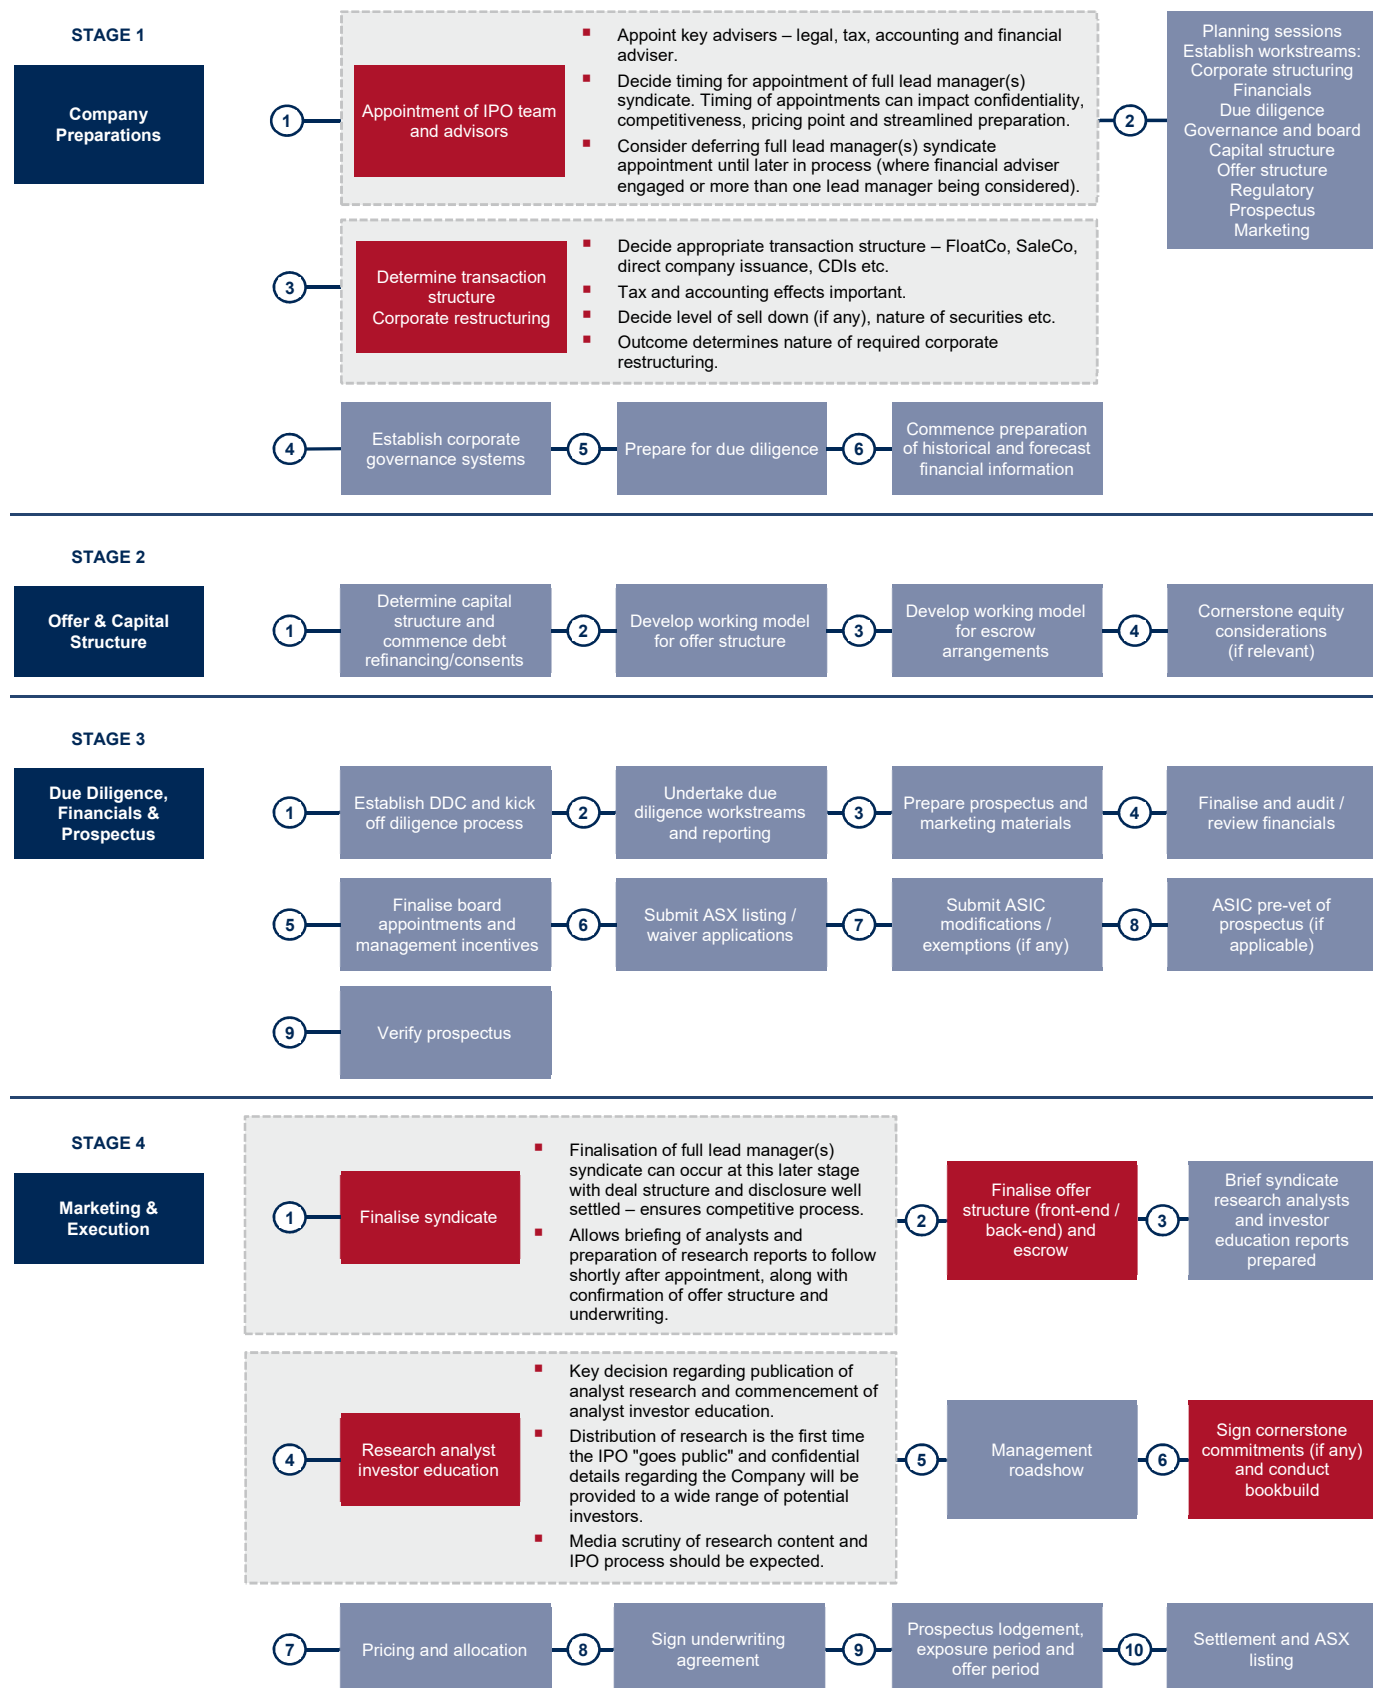 STAGE 1
Company
Preparations
1
Appointment of IPO team
and advisors
Appoint key advisers – legal, tax, accounting and financial
adviser.
Decide timing for appointment of full lead manager(s)
syndicate. Timing of appointments can impact confidentiality,
competitiveness, pricing point and streamlined preparation.
Consider deferring full lead manager(s) syndicate
appointment until later in process (where financial adviser
engaged or more than one lead manager being considered).
2
Planning sessions
Establish workstreams:
Corporate structuring
Financials
Due diligence
Governance and board
Capital structure
Offer structure
Regulatory
Prospectus
Marketing
3
Determine transaction
structure
Corporate restructuring
Decide appropriate transaction structure – FloatCo, SaleCo,
direct company issuance, CDIs etc.
Tax and accounting effects important.
Decide level of sell down (if any), nature of securities etc.
Outcome determines nature of required corporate
restructuring.
4
Establish corporate
governance systems
5
Prepare for due diligence
6
Commence preparation
of historical and forecast
financial information
STAGE 2
Offer & Capital
Structure
1
Determine capital
structure and
commence debt
refinancing/consents
2
Develop working model
for offer structure
3
Develop working model
for escrow
arrangements
4
Cornerstone equity
considerations
(if relevant)
STAGE 3
Due Diligence,
Financials &
Prospectus
1
Establish DDC and kick
off diligence process
2
Undertake due
diligence workstreams
and reporting
3
Prepare prospectus and
marketing materials
4
Finalise and audit /
review financials
5
Finalise board
appointments and
management incentives
6
Submit ASX listing /
waiver applications
7
Submit ASIC
modifications /
exemptions (if any)
8
ASIC pre-vet of
prospectus (if
applicable)
9
Verify prospectus
STAGE 4
Marketing &
Execution
1
Finalise syndicate
Finalisation of full lead manager(s)
syndicate can occur at this later stage
with deal structure and disclosure well
settled – ensures competitive process.
Allows briefing of analysts and
preparation of research reports to follow
shortly after appointment, along with
confirmation of offer structure and
underwriting.
2
Finalise offer
structure (front-end /
back-end) and
escrow
3
Brief syndicate
research analysts
and investor
education reports
prepared
4
Research analyst
investor education
Key decision regarding publication of
analyst research and commencement of
analyst investor education.
Distribution of research is the first time
the IPO "goes public" and confidential
details regarding the Company will be
provided to a wide range of potential
investors.
Media scrutiny of research content and
IPO process should be expected.
5
Management
roadshow
6
Sign cornerstone
commitments (if any)
and conduct
bookbuild
7
Pricing and allocation
8
Sign underwriting
agreement
9
Prospectus lodgement,
exposure period and
offer period
10
Settlement and ASX
listing